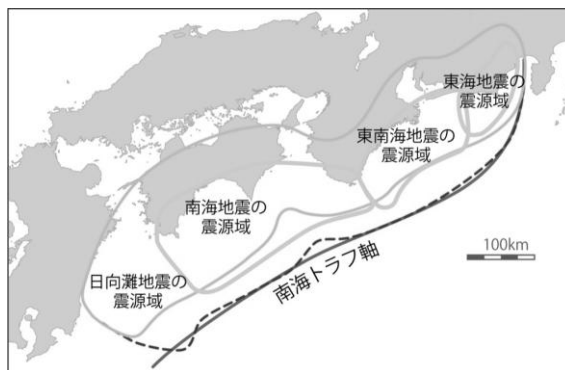 東海地震の
震源域
東南海地震の
震源域
南海地震の
震源域
日向灘地震の
震源域
南海トラフ軸
100km